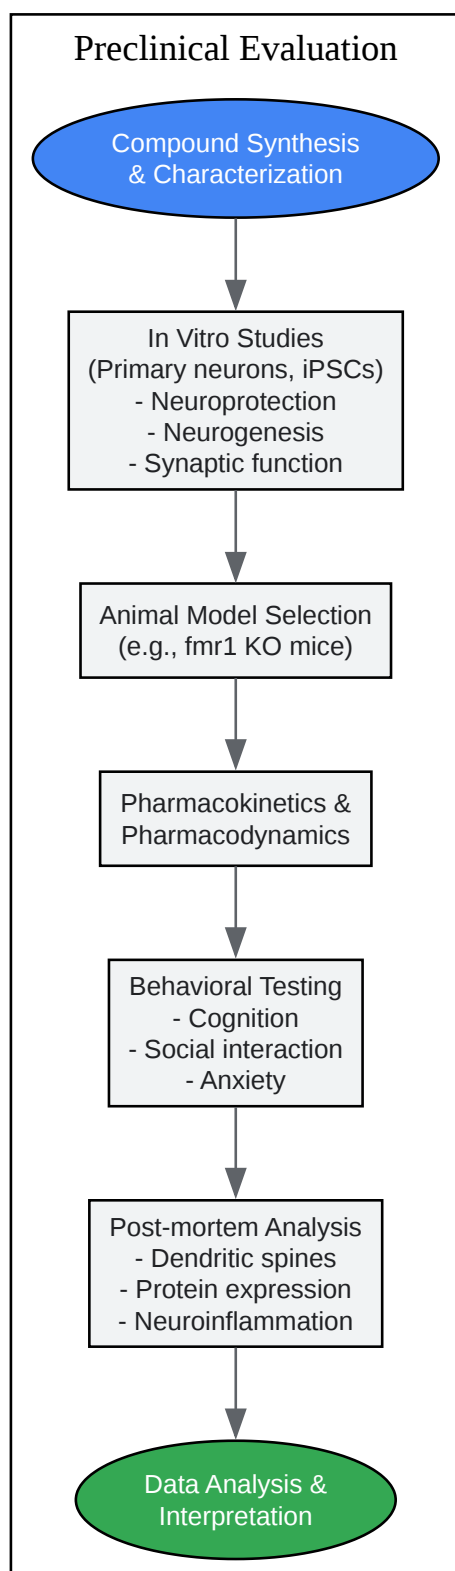 Preclinical Evaluation
Compound Synthesis
& Characterization
In Vitro Studies
(Primary neurons, iPSCs)
- Neuroprotection
- Neurogenesis
- Synaptic function
Animal Model Selection
(e.g., fmr1 KO mice)
Pharmacokinetics &
Pharmacodynamics
Behavioral Testing
- Cognition
- Social interaction
- Anxiety
Post-mortem Analysis
- Dendritic spines
- Protein expression
- Neuroinflammation
Data Analysis &
Interpretation